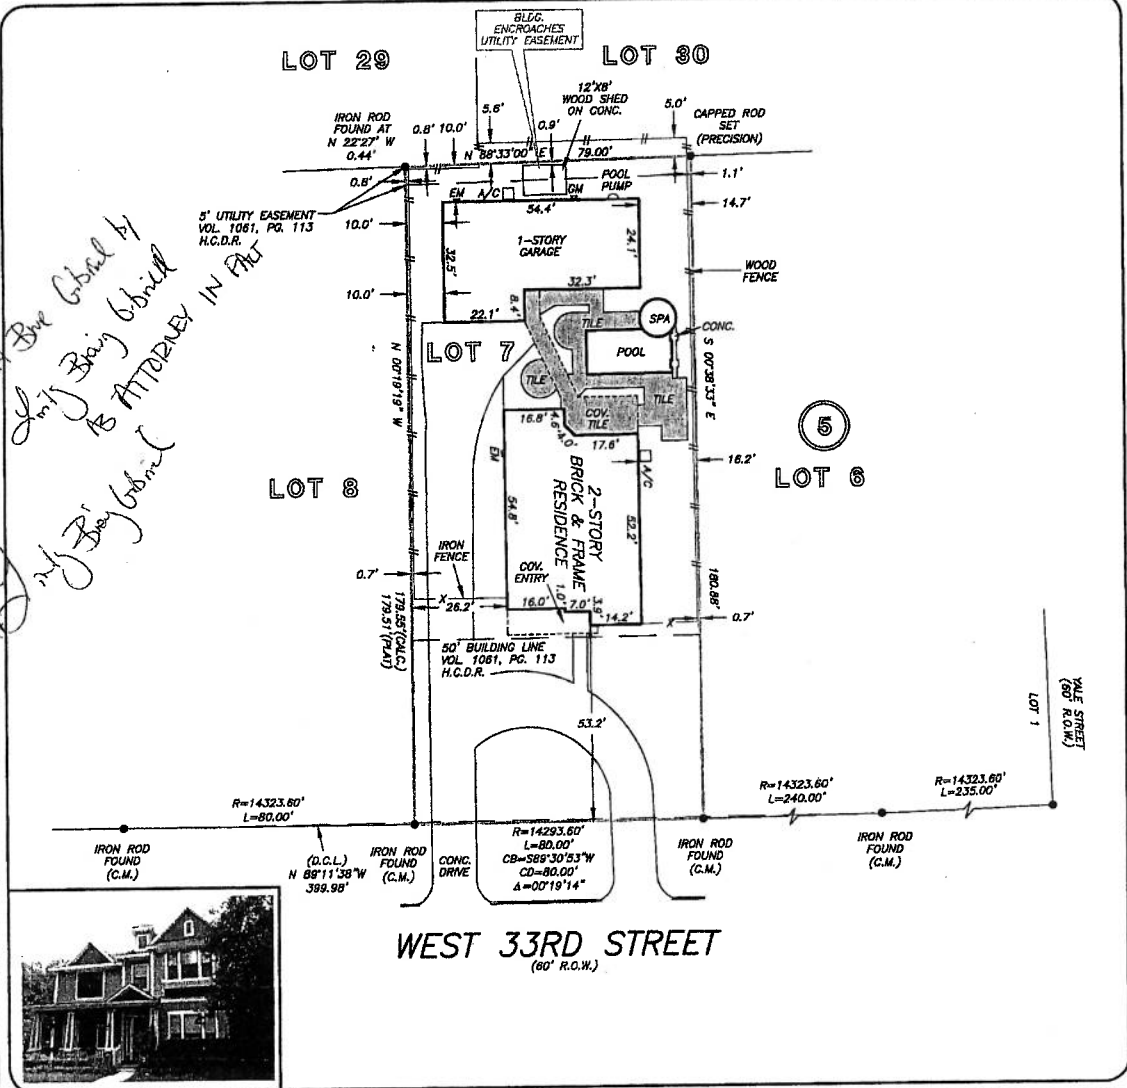 BLDG.
ENCROACHES
UTILITY EASEMENT
LOT 29
LOT 30
12'X8'
WOOD SHED
ON CONC.
IRON ROD
FOUND AT
N 22°27' W
0.44'
0.8'
10.0'
5.6'
0.9'
5.0'
CAPPED ROD
SET
(PRECISION)
N 88°33'00" E
79.00'
0.8'
EM
A/C
GM
POOL
PUMP
1.1'
5' UTILITY EASEMENT
VOL. 1061, PG. 113
H.C.D.R.
10.0'
54.4'
14.7'
1-STORY
GARAGE
32.5'
24.1'
10.0'
32.3'
WOOD
FENCE
8.4'
22.1'
TILE
SPA
CONC.
LOT 7
POOL
N 00°19'19" W
S 00°38'33" E
TILE
TILE
COV.
TILE
16.8'
4.6'
4.0'
17.6'
5
EM
A/C
16.2'
LOT 8
LOT 6
2-STORY
BRICK & FRAME
RESIDENCE
54.8'
52.2'
IRON
FENCE
COV.
ENTRY
0.7'
X
26.2'
16.0'
1.0'
7.0'
3.9'
14.2'
X
0.7'
180.88'
179.55'(CALC.)
179.51'(PLAT)
50' BUILDING LINE
VOL. 1061, PG. 113
H.C.D.R.
53.2'
LOT 1
YALE STREET
(60' R.O.W.)
R=14323.60'
L=80.00'
R=14293.60'
L=80.00'
CB=S89°30'53"W
CD=80.00'
Δ=00°19'14"
R=14323.60'
L=240.00'
R=14323.60'
L=235.00'
IRON ROD
FOUND
(C.M.)
(D.C.L.)
N 89°11'38"W
399.98'
IRON ROD
FOUND
(C.M.)
CONC.
DRIVE
IRON ROD
FOUND
(C.M.)
IRON ROD
FOUND
(C.M.)
WEST 33RD STREET
(60' R.O.W.)
AS ATTORNEY IN FACT